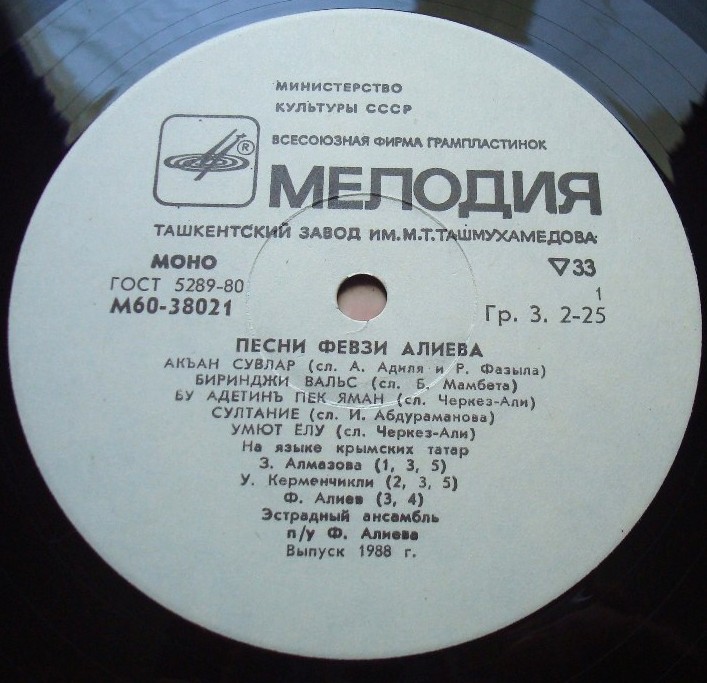 МИНИСТЕРСТВО
КУЛЬТУРЫ СССР
ВСЕСОЮЗНАЯ ФИРМА ГРАМПЛАСТИНОК
®
МЕЛОДИЯ
ТАШКЕНТСКИЙ ЗАВОД ИМ.М.Т.ТАШМУХАМЕДОВА
МОНО ▽33
ГОСТ 5289-80 1
М60-38021 Гр. 3. 2-25
ПЕСНИ ФЕВЗИ АЛИЕВА
АКЪАН СУВЛАР (сл. А. Адиля и Р. Фазыла)
БИРИНДЖИ ВАЛЬС (сл. Б. Мамбета)
БУ АДЕТИНЪ ПЕК ЯМАН (сл. Черкез-Али)
СУЛТАНИЕ (сл. И. Абдураманова)
УМЮТ ЕЛУ (сл. Черкез-Али)
На языке крымских татар
З. Алмазова (1, 3, 5)
У. Керменчикли (2, 3, 5)
Ф. Алиев (3, 4)
Эстрадный ансамбль
п/у Ф. Алиева
Выпуск 1988 г.